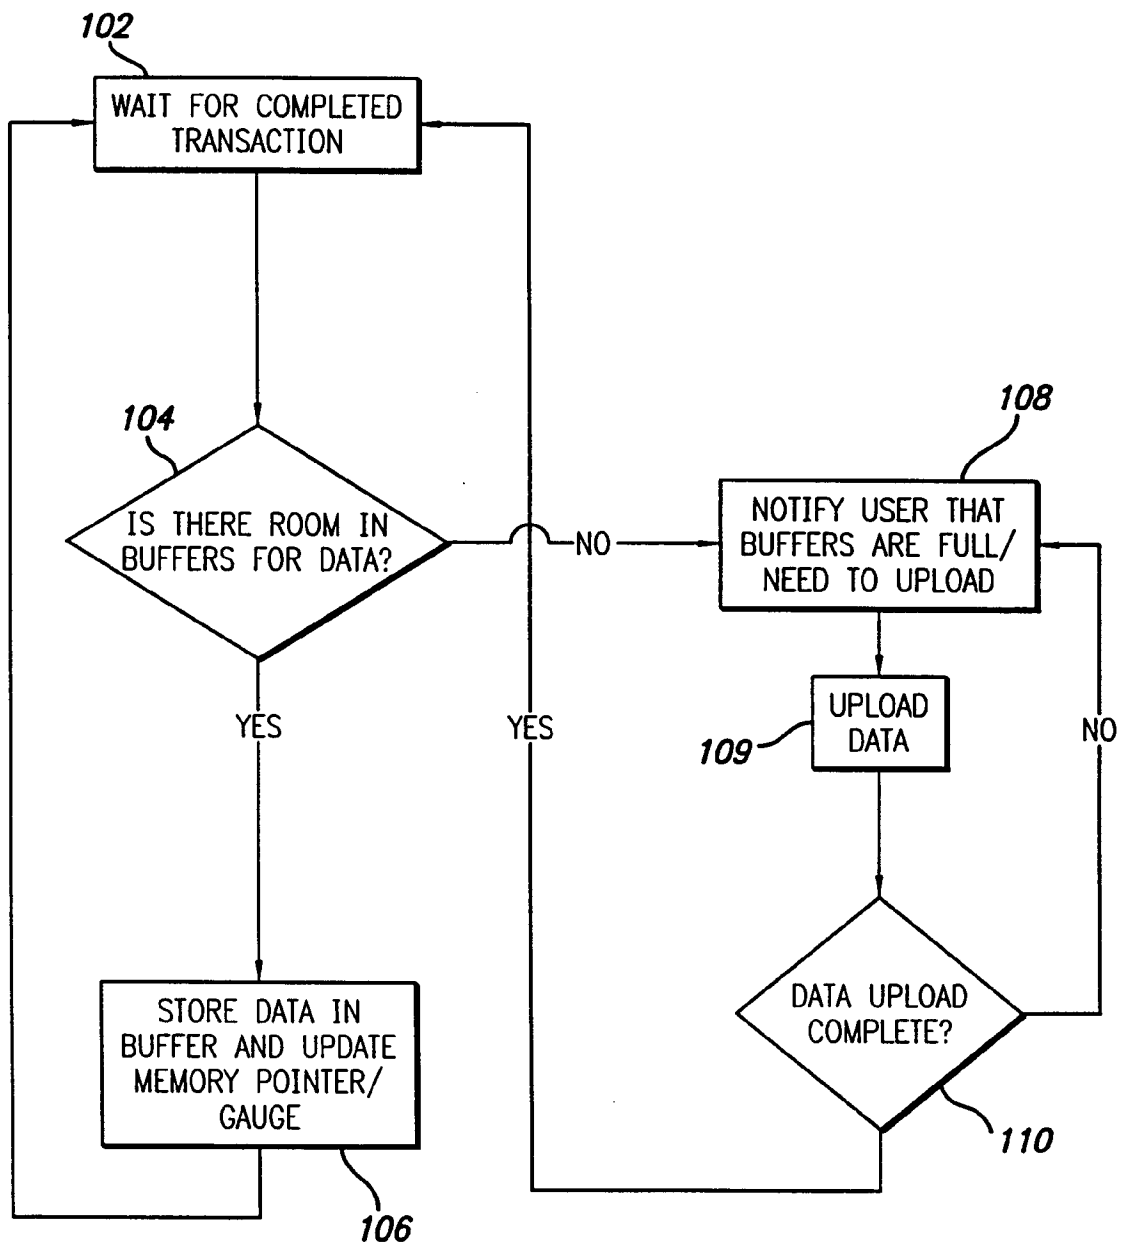 102
WAIT FOR COMPLETED
TRANSACTION
104
IS THERE ROOM IN
BUFFERS FOR DATA?
NO
108
NOTIFY USER THAT
BUFFERS ARE FULL/
NEED TO UPLOAD
YES
YES
109
UPLOAD
DATA
NO
STORE DATA IN
BUFFER AND UPDATE
MEMORY POINTER/
GAUGE
106
DATA UPLOAD
COMPLETE?
110